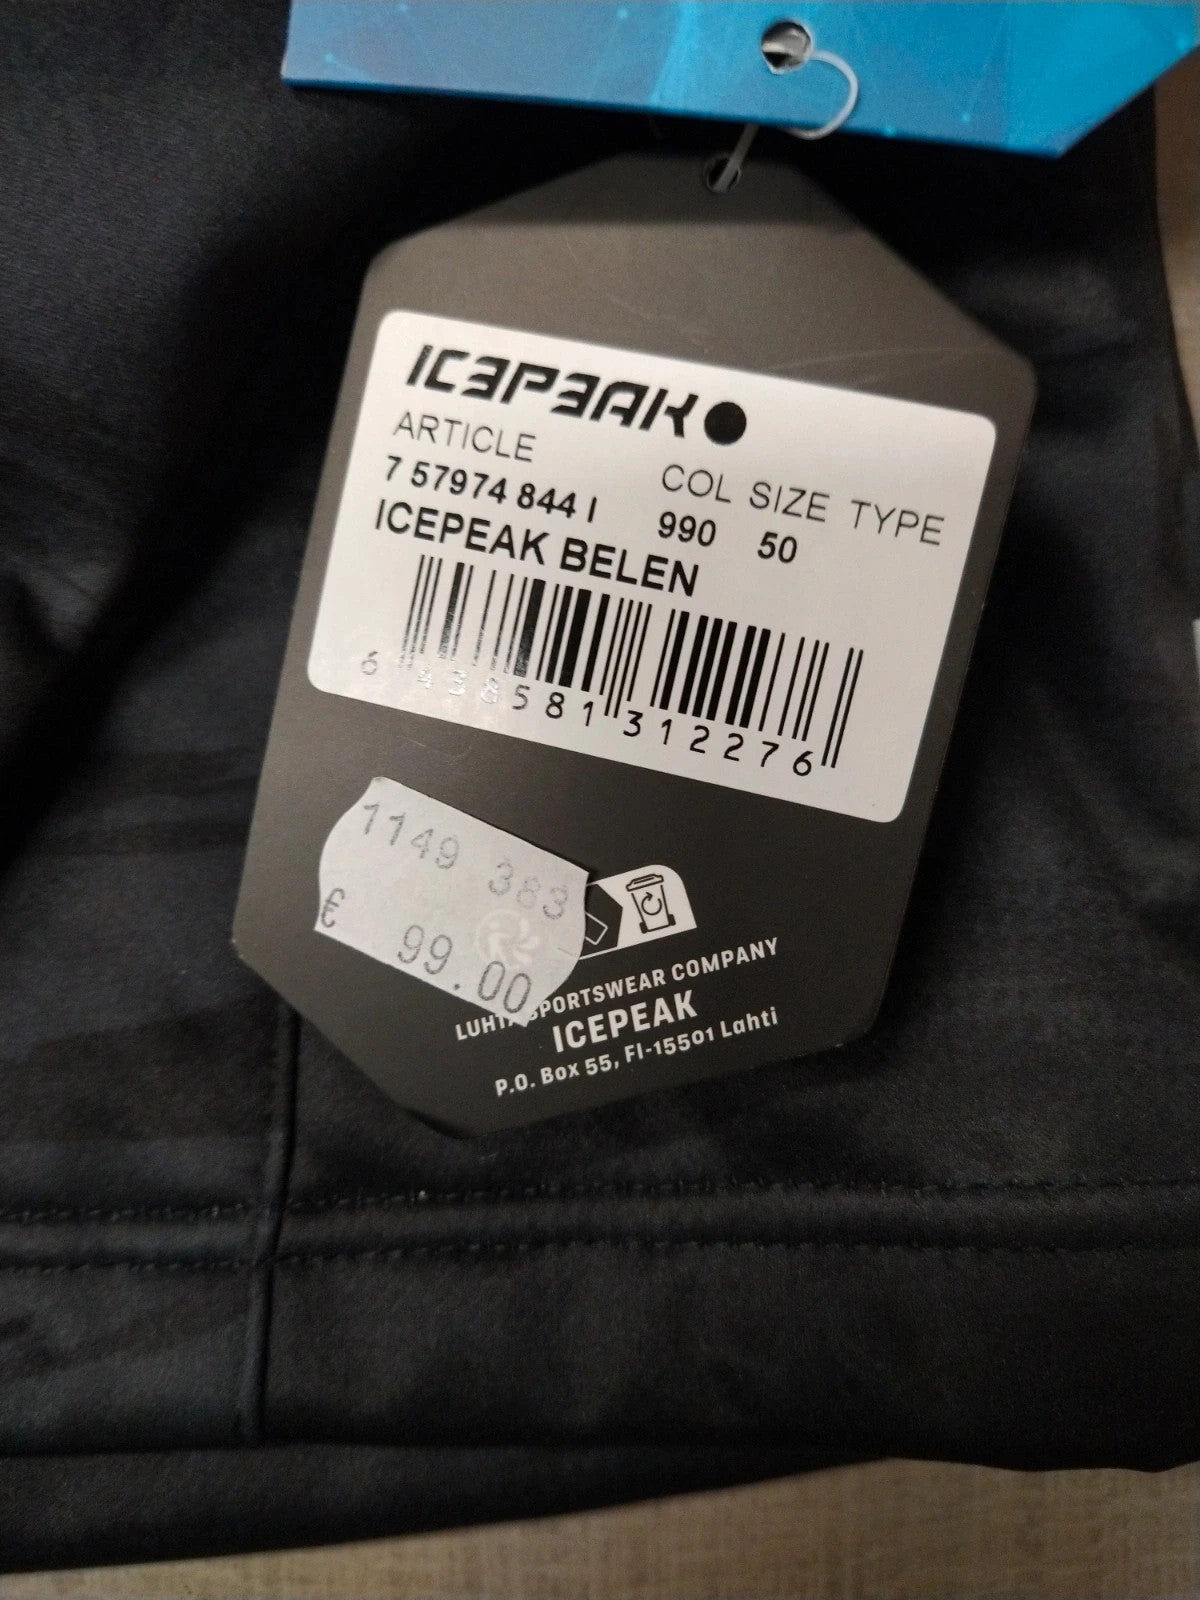 ICEPEAK
ARTICLE COL SIZE TYPE
7 57974 844 I 990 50
ICEPEAK BELEN
6 438581 312276
1149 383
€ 99.00
LUHTA SPORTSWEAR COMPANY
ICEPEAK
P.O. Box 55, FI-15501 Lahti